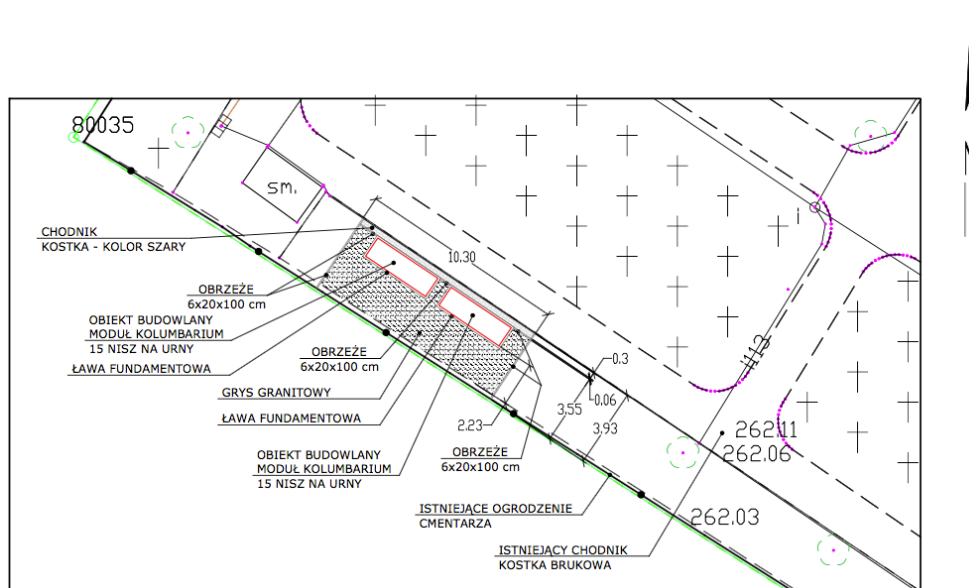 80035
sm.
i
CHODNIK
KOSTKA - KOLOR SZARY
10.30
OBRZEŻE
6x20x100 cm
OBIEKT BUDOWLANY
MODUŁ KOLUMBARIUM
15 NISZ NA URNY
OBRZEŻE
6x20x100 cm
ŁAWA FUNDAMENTOWA
0.3
H13
GRYS GRANITOWY
0.06
3.55
ŁAWA FUNDAMENTOWA
2.23
3.93
262.11
262.06
OBRZEŻE
6x20x100 cm
OBIEKT BUDOWLANY
MODUŁ KOLUMBARIUM
15 NISZ NA URNY
ISTNIEJĄCE OGRODZENIE
CMENTARZA
262.03
ISTNIEJĄCY CHODNIK
KOSTKA BRUKOWA